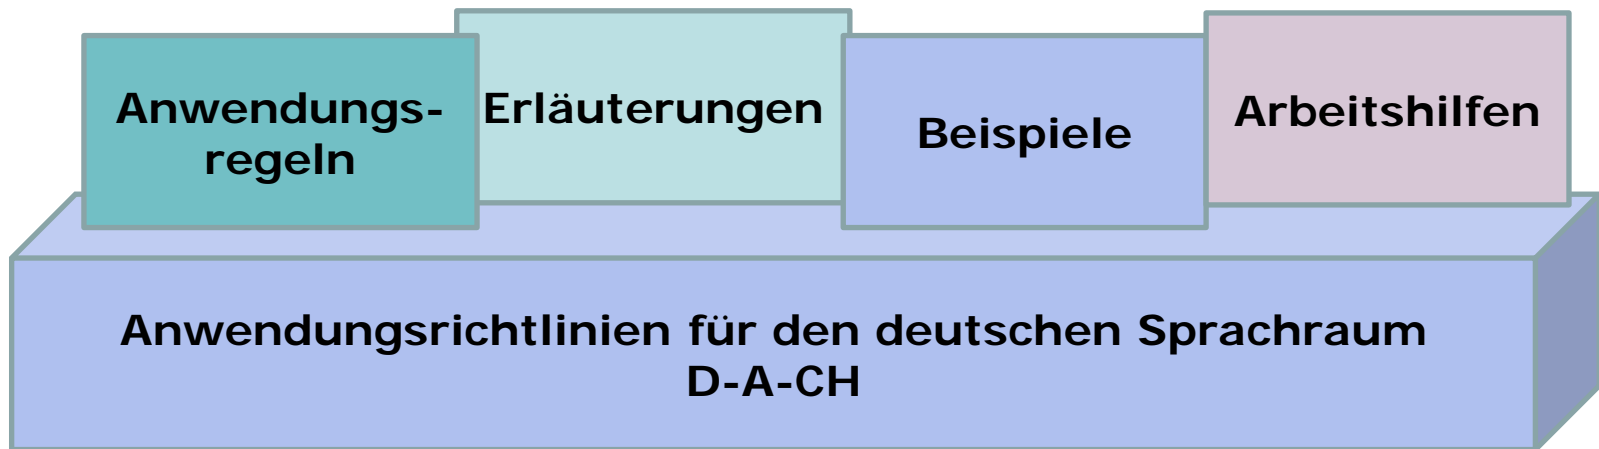 Anwendungs-
regeln
Erläuterungen
Beispiele
Arbeitshilfen
Anwendungsrichtlinien für den deutschen Sprachraum
D-A-CH